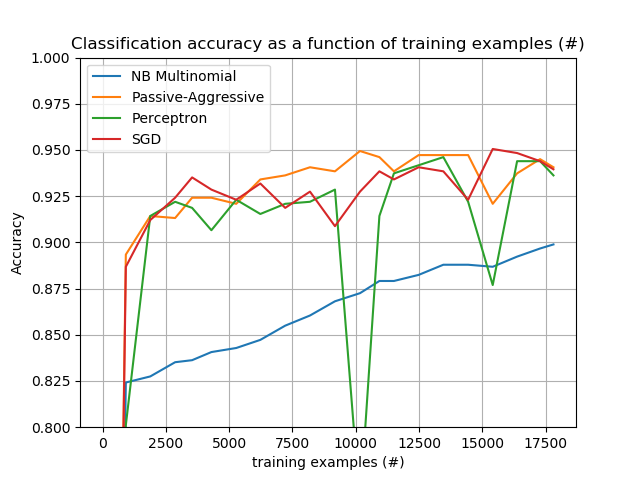 Classification accuracy as a function of training examples (#)
1.000
0.975
0.950
0.925
0.900
0.875
0.850
0.825
0.800
Accuracy
NB Multinomial
Passive-Aggressive
Perceptron
SGD
0 2500 5000 7500 10000 12500 15000 17500
training examples (#)